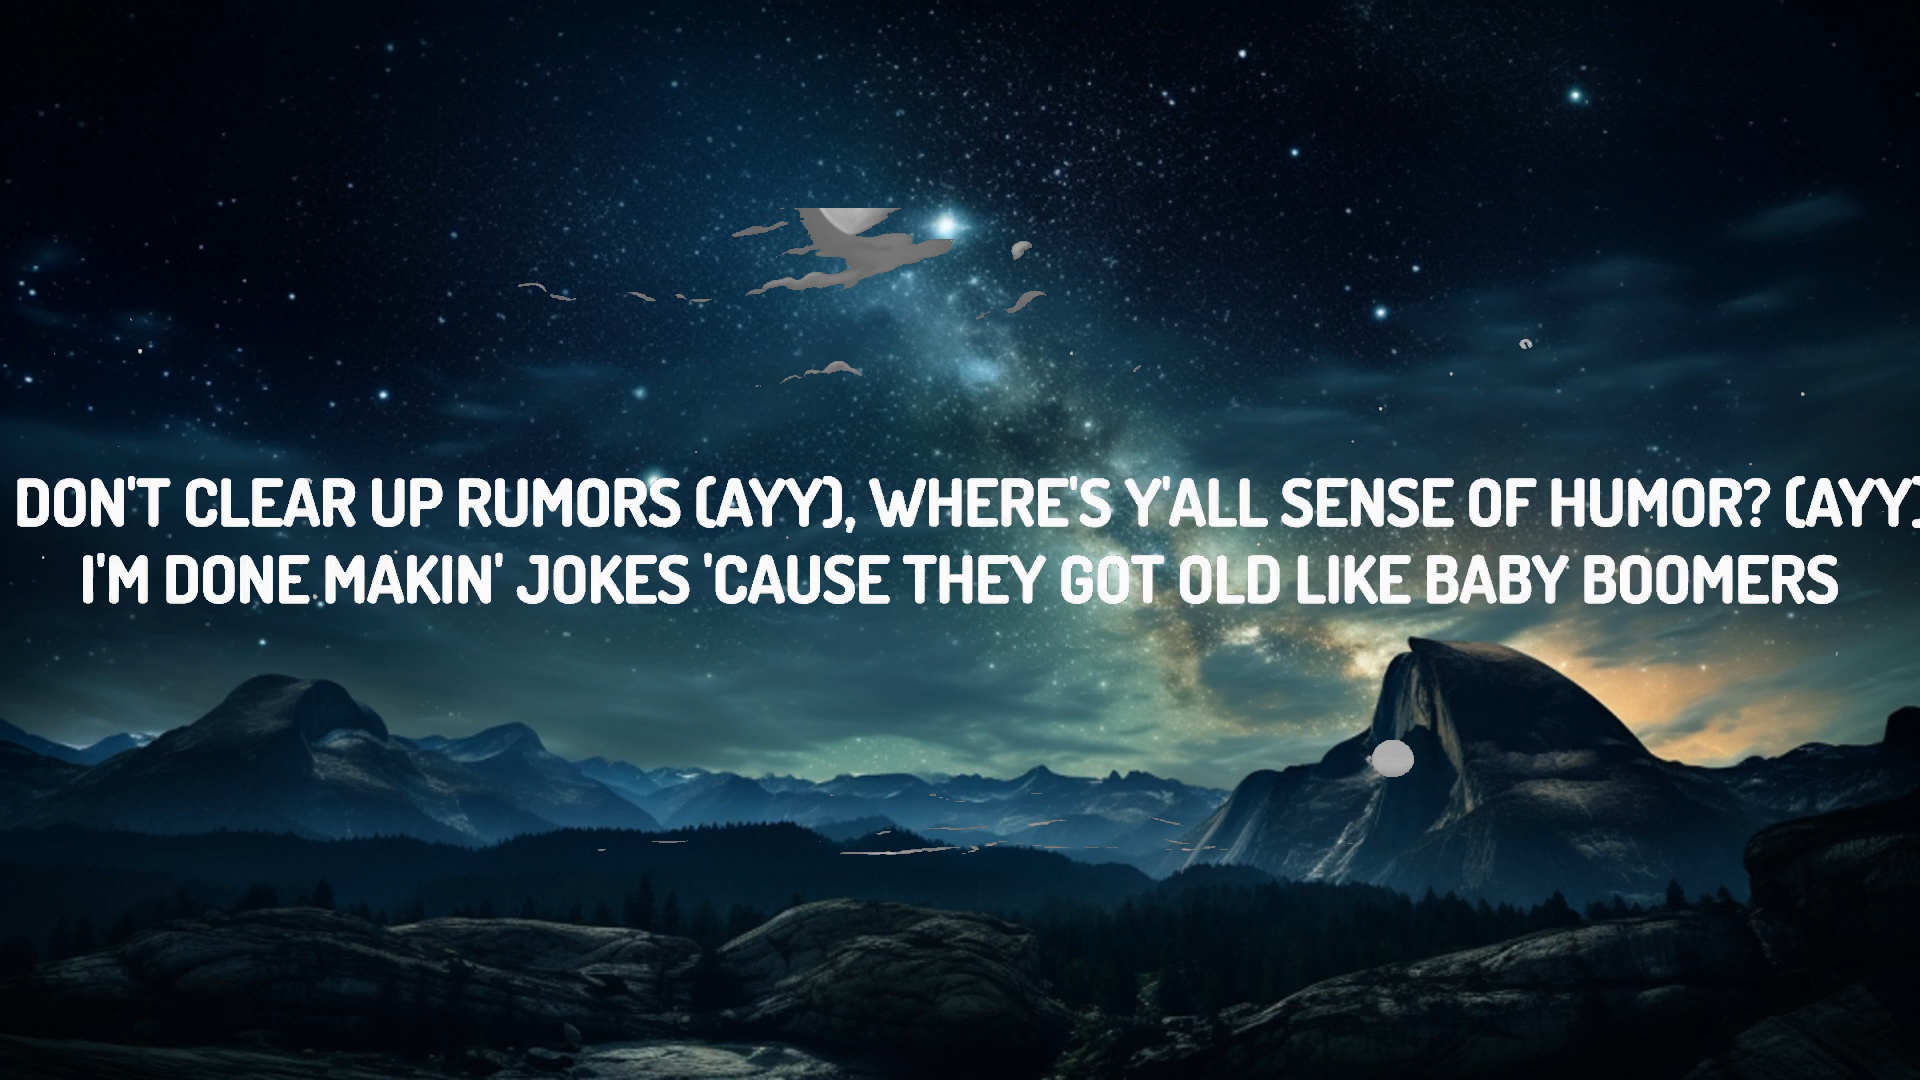 DON'T CLEAR UP RUMORS (AYY), WHERE'S Y'ALL SENSE OF HUMOR? (AYY)
I'M DONE MAKIN' JOKES 'CAUSE THEY GOT OLD LIKE BABY BOOMERS